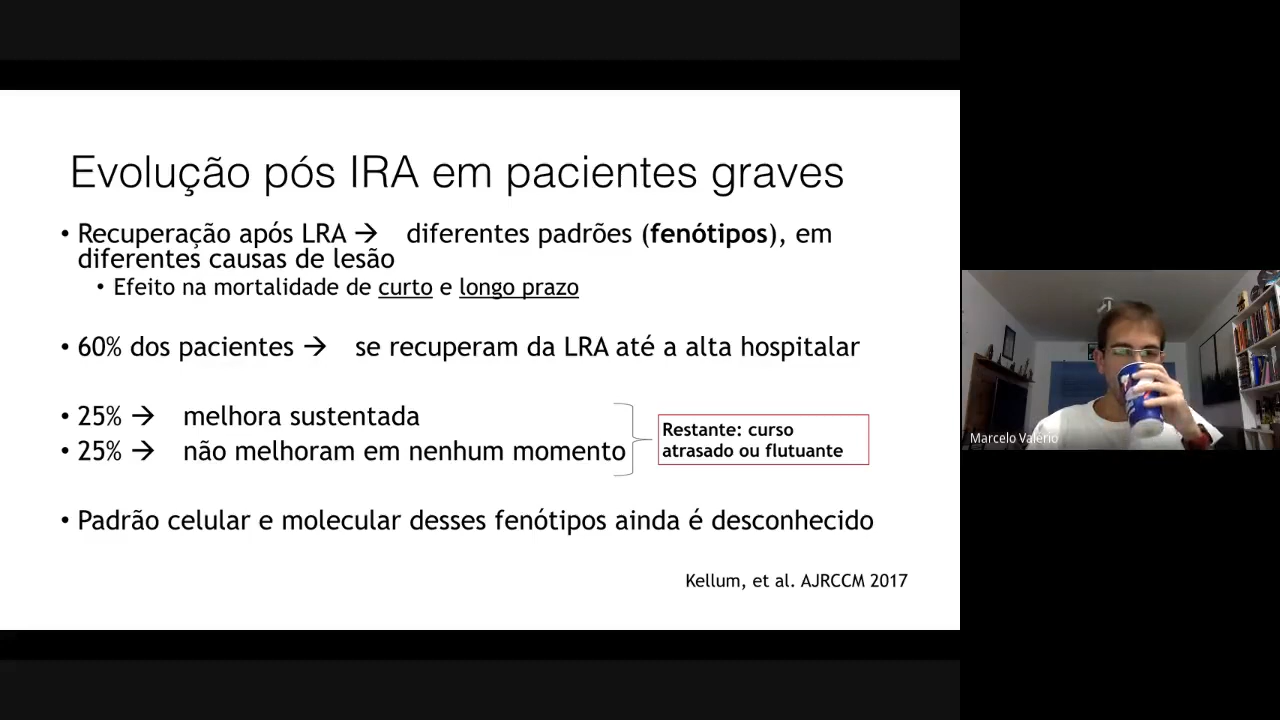 Evolução pós IRA em pacientes graves
• Recuperação após LRA → diferentes padrões (fenótipos), em
diferentes causas de lesão
• Efeito na mortalidade de curto e longo prazo
• 60% dos pacientes → se recuperam da LRA até a alta hospitalar
• 25% → melhora sustentada
• 25% → não melhoram em nenhum momento
Restante: curso
atrasado ou flutuante
• Padrão celular e molecular desses fenótipos ainda é desconhecido
Kellum, et al. AJRCCM 2017
Marcelo Valério